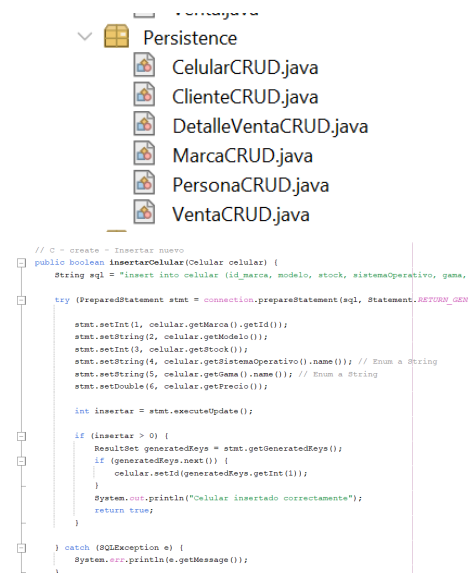 Persistence
CelularCRUD.java
ClienteCRUD.java
DetalleVentaCRUD.java
MarcaCRUD.java
PersonaCRUD.java
VentaCRUD.java
// C - create - Insertar nuevo
public boolean insertarCelular(Celular celular) {
String sql = "insert into celular (id_marca, modelo, stock, sistemaOperativo, gama,
try (PreparedStatement stmt = connection.prepareStatement(sql, Statement.RETURN_GEN
stmt.setInt(1, celular.getMarca().getId());
stmt.setString(2, celular.getModelo());
stmt.setInt(3, celular.getStock());
stmt.setString(4, celular.getSistemaOperativo().name()); // Enum a String
stmt.setString(5, celular.getGama().name()); // Enum a String
stmt.setDouble(6, celular.getPrecio());
int insertar = stmt.executeUpdate();
if (insertar > 0) {
ResultSet generatedKeys = stmt.getGeneratedKeys();
if (generatedKeys.next()) {
celular.setId(generatedKeys.getInt(1));
}
System.out.println("Celular insertado correctamente");
return true;
}
} catch (SQLException e) {
System.err.println(e.getMessage());
}